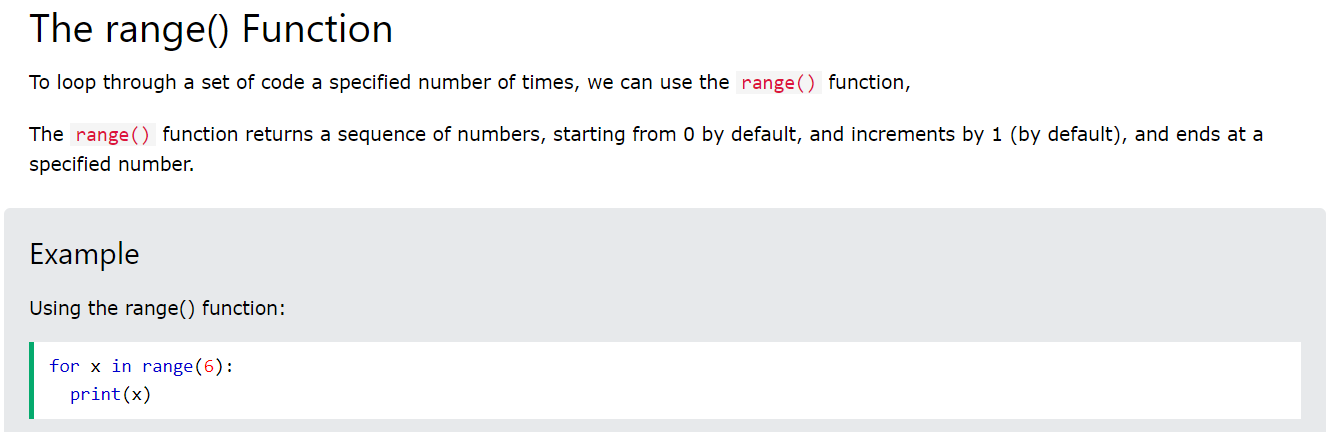 The range() Function
To loop through a set of code a specified number of times, we can use the range() function,
The range() function returns a sequence of numbers, starting from 0 by default, and increments by 1 (by default), and ends at a
specified number.
Example
Using the range() function:
for x in range(6):
  print(x)